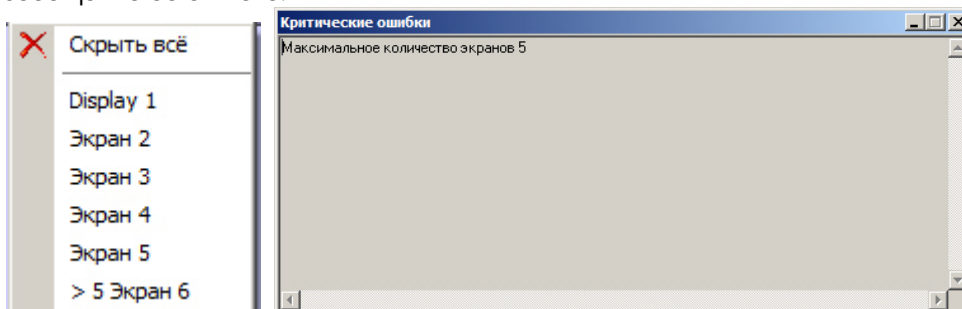 Скрыть всё
Display 1
Экран 2
Экран 3
Экран 4
Экран 5
> 5 Экран 6
Критические ошибки
Максимальное количество экранов 5